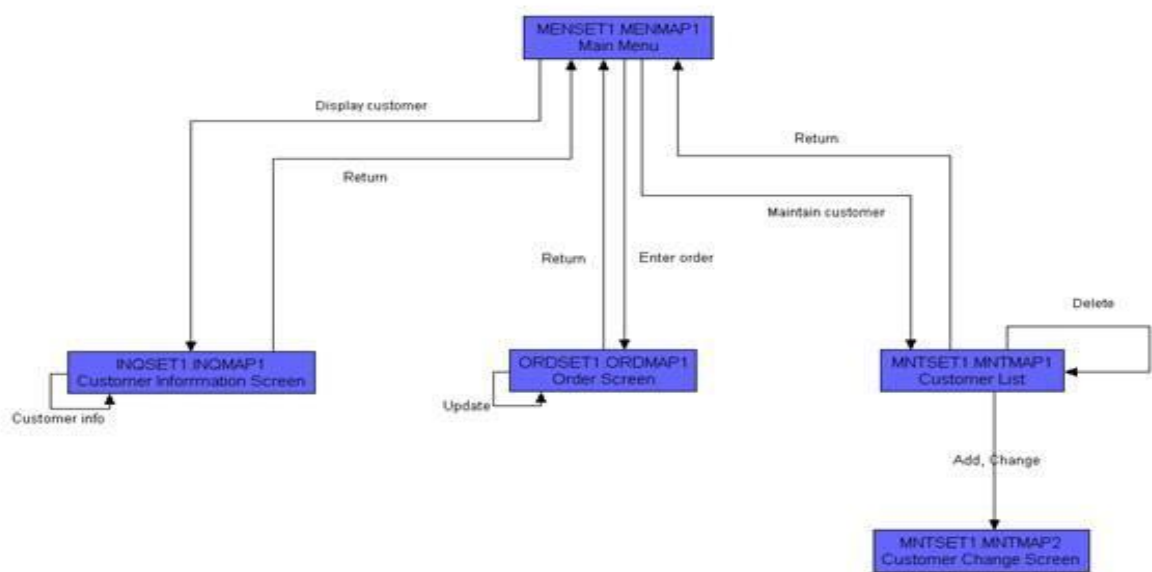 MENSET1.MENMAP1
Main Menu
Display customer
Return
Return
Maintain customer
Return
Enter order
Delete
INQSET1.INQMAP1
Customer Inforrmation Screen
Customer info
ORDSET1.ORDMAP1
Order Screen
Update
MNTSET1.MNTMAP1
Customer List
Add, Change
MNTSET1.MNTMAP2
Customer Change Screen